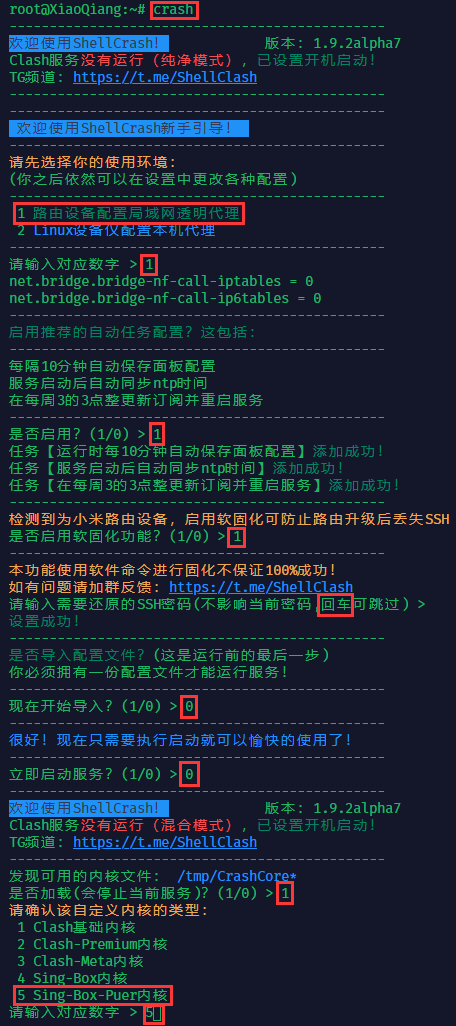 root@XiaoQiang:~# crash
-----------------------------------------------
欢迎使用ShellCrash! 版本: 1.9.2alpha7
Clash服务没有运行（纯净模式）, 已设置开机启动!
TG频道: https://t.me/ShellClash
-----------------------------------------------
-----------------------------------------------
欢迎使用ShellCrash新手引导!
-----------------------------------------------
请先选择你的使用环境:
(你之后依然可以在设置中更改各种配置)
-----------------------------------------------
1 路由设备配置局域网透明代理
2 Linux设备仅配置本机代理
-----------------------------------------------
请输入对应数字 > 1
net.bridge.bridge-nf-call-iptables = 0
net.bridge.bridge-nf-call-ip6tables = 0
-----------------------------------------------
启用推荐的自动任务配置? 这包括:
-----------------------------------------------
每隔10分钟自动保存面板配置
服务启动后自动同步ntp时间
在每周3的3点整更新订阅并重启服务
-----------------------------------------------
是否启用? (1/0) > 1
任务【运行时每10分钟自动保存面板配置】添加成功!
任务【服务启动后自动同步ntp时间】添加成功!
任务【在每周3的3点整更新订阅并重启服务】添加成功!
-----------------------------------------------
检测到为小米路由设备, 启用软固化可防止路由升级后丢失SSH
是否启用软固化功能? (1/0) > 1
-----------------------------------------------
本功能使用软件命令进行固化不保证100%成功!
如有问题请加群反馈: https://t.me/ShellClash
请输入需要还原的SSH密码(不影响当前密码,回车可跳过) >
设置成功!
-----------------------------------------------
是否导入配置文件? (这是运行前的最后一步)
你必须拥有一份配置文件才能运行服务!
-----------------------------------------------
现在开始导入? (1/0) > 0
-----------------------------------------------
很好! 现在只需要执行启动就可以愉快的使用了!
-----------------------------------------------
立即启动服务? (1/0) > 0
-----------------------------------------------
欢迎使用ShellCrash! 版本: 1.9.2alpha7
Clash服务没有运行（混合模式）, 已设置开机启动!
TG频道: https://t.me/ShellClash
-----------------------------------------------
发现可用的内核文件: /tmp/CrashCore*
是否加载(会停止当前服务)? (1/0) > 1
请确认该自定义内核的类型:
1 Clash基础内核
2 Clash-Premium内核
3 Clash-Meta内核
4 Sing-Box内核
5 Sing-Box-Puer内核
请输入对应数字 > 5